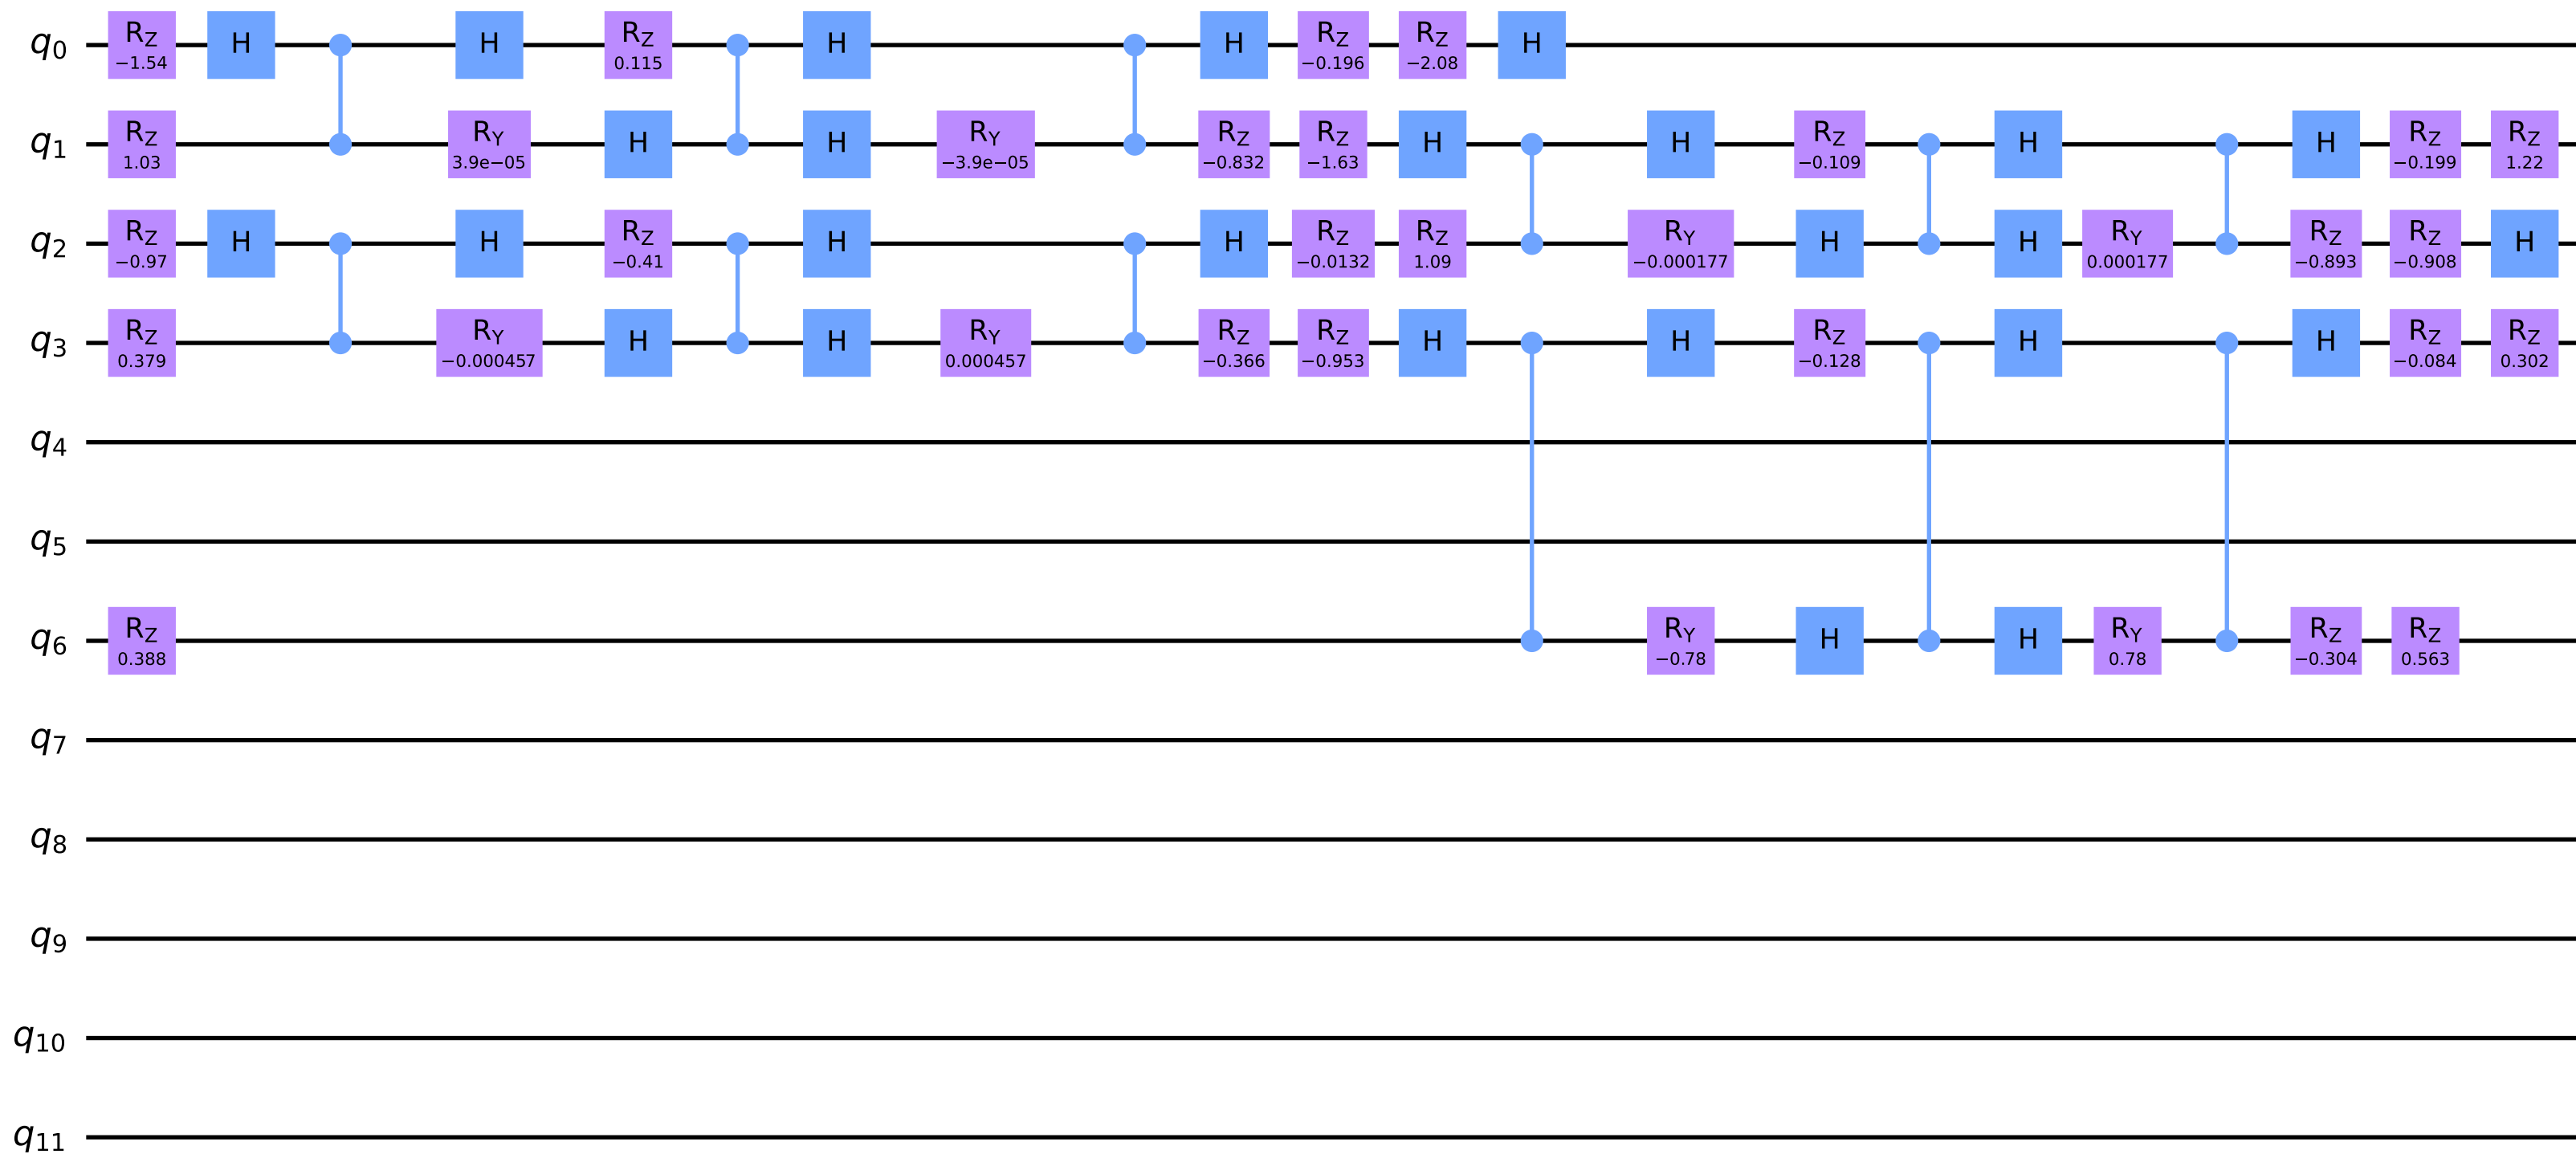 q0 RZ −1.54 H H RZ 0.115 H H RZ −0.196 RZ −2.08 H
q1 RZ 1.03 RY 3.9e−05 H H RY −3.9e−05 RZ −0.832 RZ −1.63 H H RZ −0.109 H H RZ −0.199 RZ 1.22
q2 RZ −0.97 H H RZ −0.41 H H RZ −0.0132 RZ 1.09 RY −0.000177 H H RY 0.000177 RZ −0.893 RZ −0.908 H
q3 RZ 0.379 RY −0.000457 H H RY 0.000457 RZ −0.366 RZ −0.953 H H RZ −0.128 H H RZ −0.084 RZ 0.302
q4
q5
q6 RZ 0.388 RY −0.78 H H RY 0.78 RZ −0.304 RZ 0.563
q7
q8
q9
q10
q11